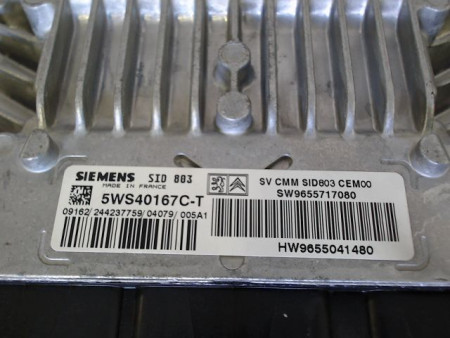 SIEMENS SID 803
MADE IN FRANCE
5WS40167C-T
09162/244237759/04079/005A1
SV CMM SID803 CEM00
SW9655717080
HW9655041480